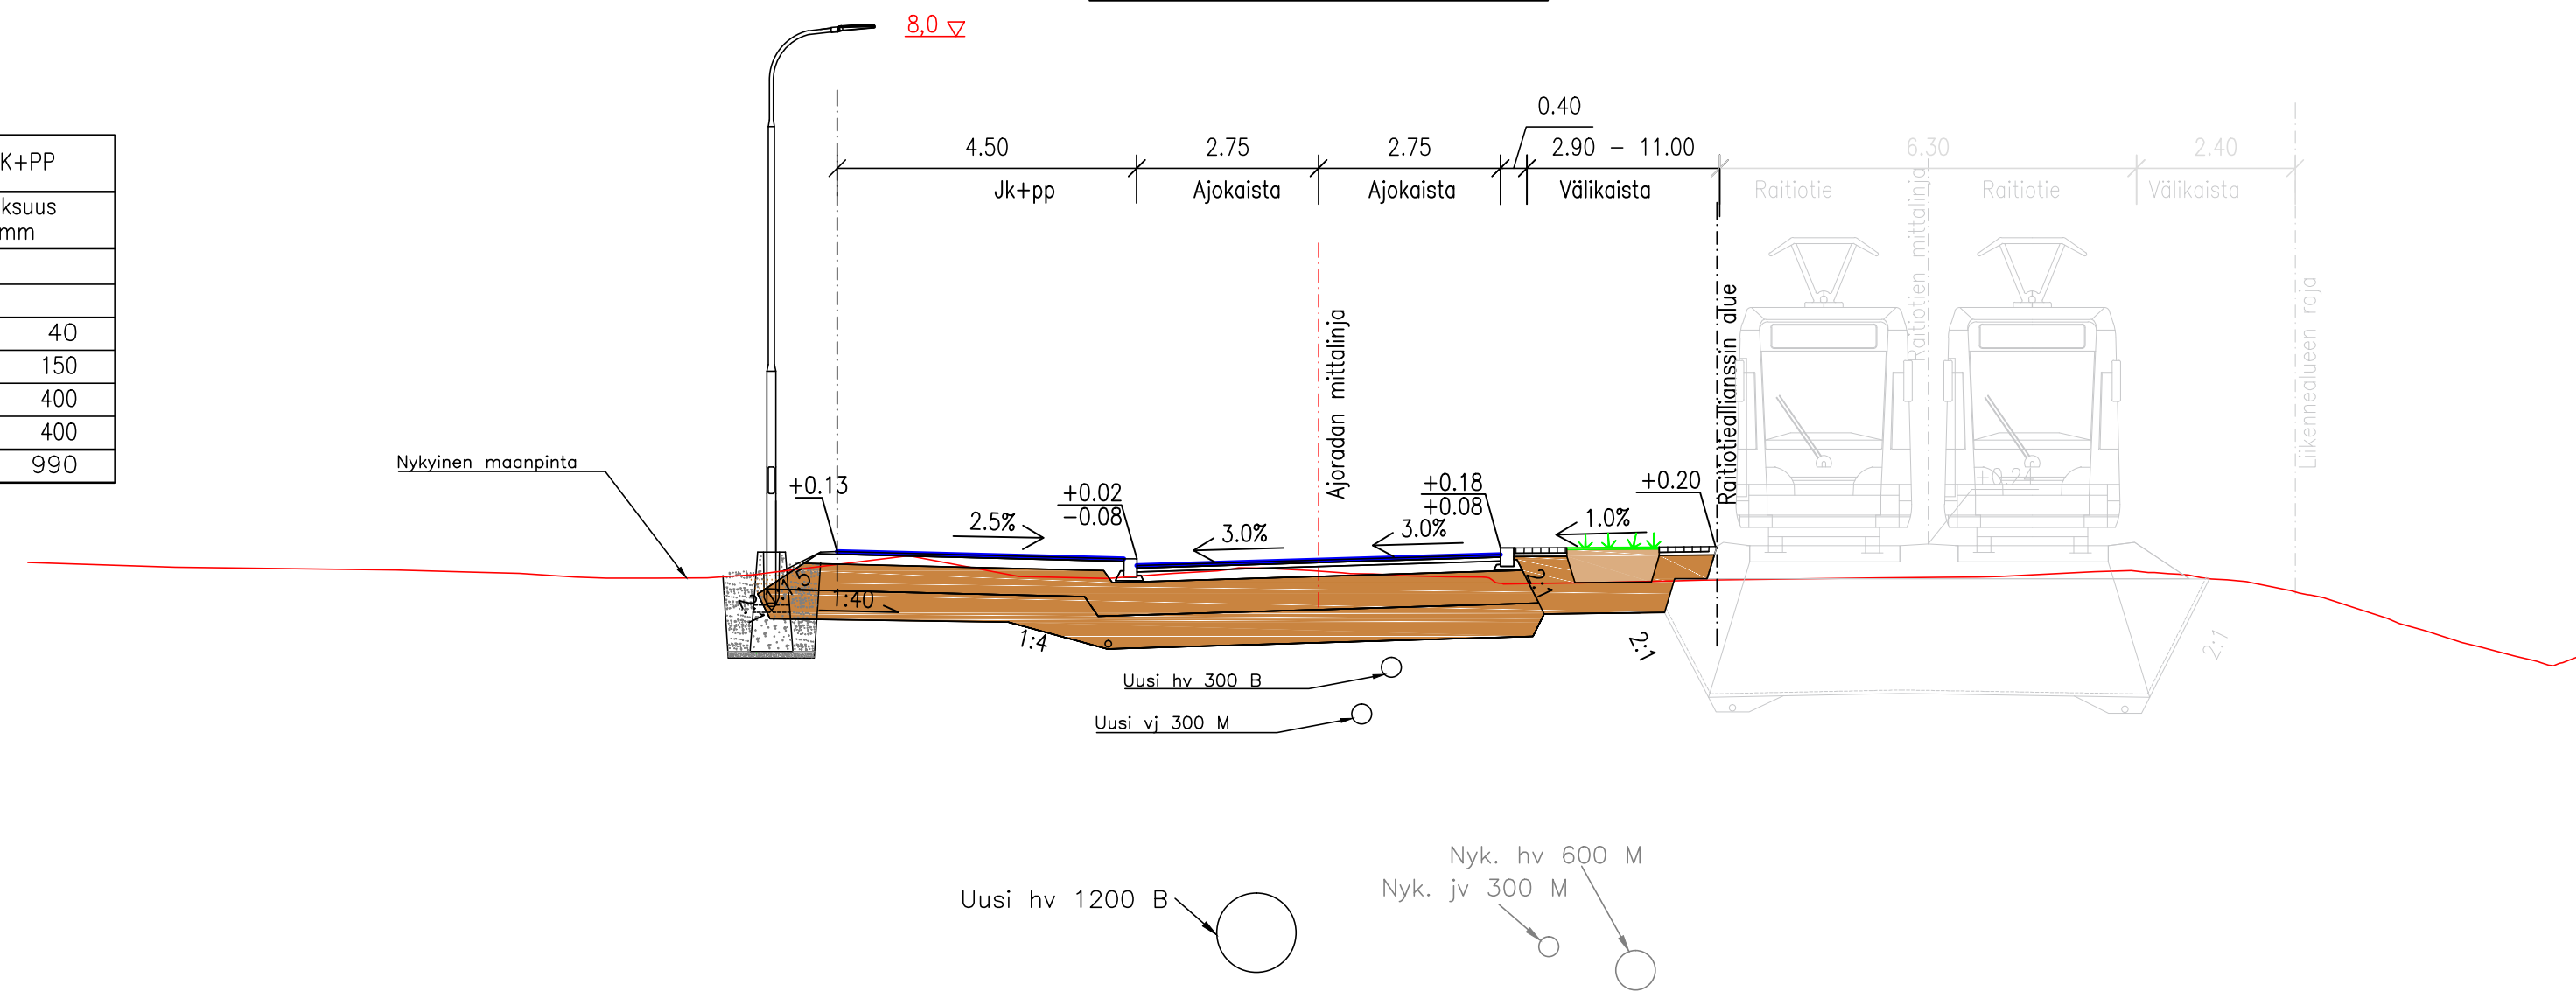 8,0
0.40
4.50 2.75 2.75 2.90 - 11.00 6.30 2.40
Jk+pp Ajokaista Ajokaista Välikaista Raitiotie Raitiotie Välikaista
K+PP
ksuus
mm
40
150
400
400
990
Nykyinen maanpinta
Ajoradan mittalinja
Raitiotieallianssin alue
Raitiotien mittalinja
Liikennealueen raja
+0.13
+0.02
-0.08
+0.18
+0.08
+0.20
+0.24
2.5%
3.0%
3.0%
1.0%
1:40
1:4
2:1
2:1
2:1
Uusi hv 300 B
Uusi vj 300 M
Uusi hv 1200 B
Nyk. hv 600 M
Nyk. jv 300 M